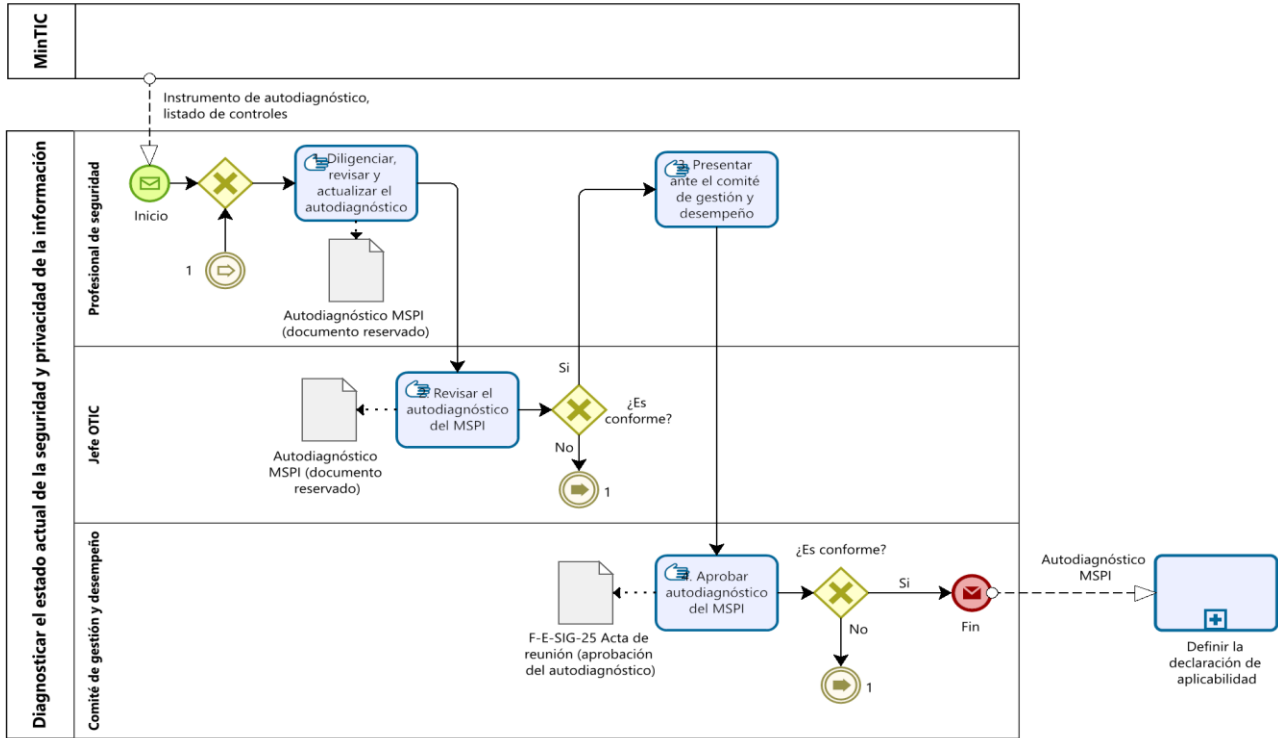 MinTIC
Instrumento de autodiagnóstico,
listado de controles
Diagnosticar el estado actual de la seguridad y privacidad de la información
Profesional de seguridad
Inicio
1
Diligenciar,
revisar y
actualizar el
autodiagnóstico
Autodiagnóstico MSPI
(documento reservado)
3. Presentar
ante el comité
de gestión y
desempeño
Jefe OTIC
2. Revisar el
autodiagnóstico
del MSPI
Autodiagnóstico
MSPI (documento
reservado)
Si
¿Es
conforme?
No
1
Comité de gestión y desempeño
4. Aprobar
autodiagnóstico
del MSPI
F-E-SIG-25 Acta de
reunión (aprobación
del autodiagnóstico)
¿Es conforme?
Si
No
1
Fin
Autodiagnóstico
MSPI
Definir la
declaración de
aplicabilidad